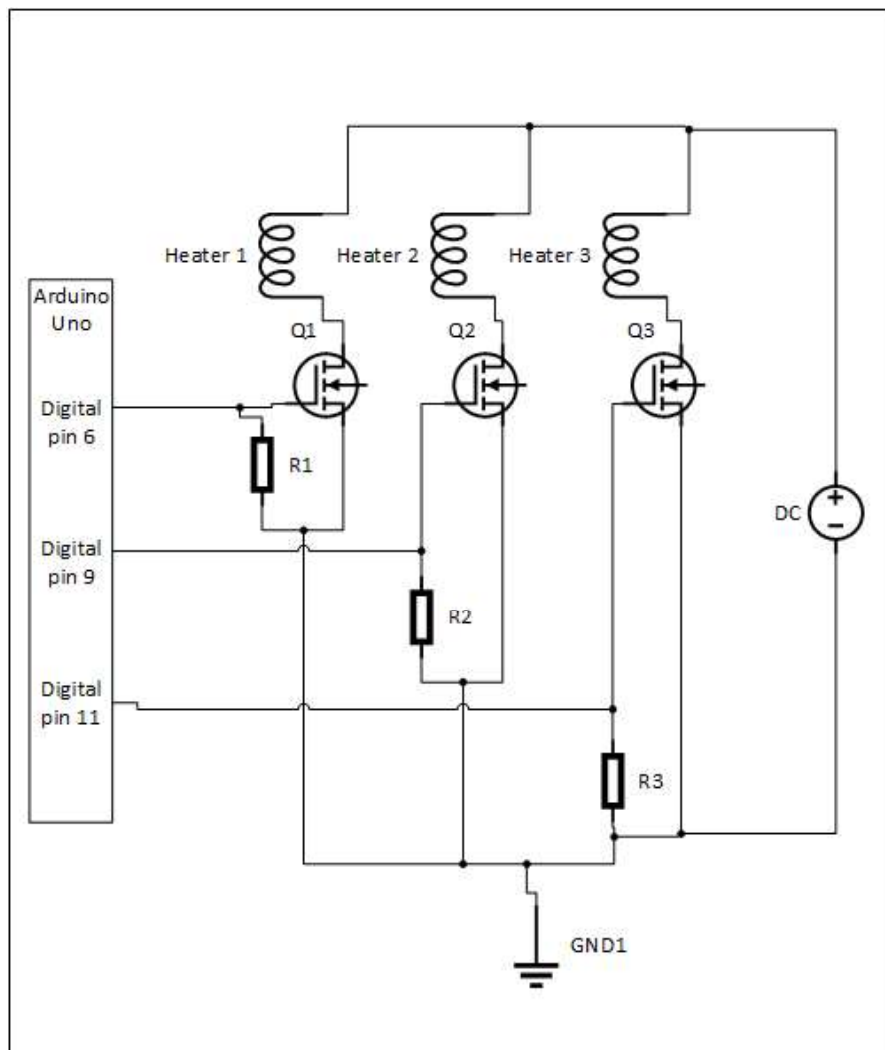 Heater 1
Heater 2
Heater 3
Arduino
Uno
Q1
Q2
Q3
Digital
pin 6
R1
DC
Digital
pin 9
R2
Digital
pin 11
R3
GND1